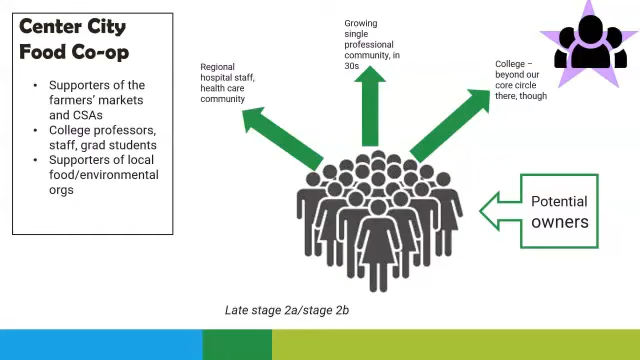 Center City
Food Co-op
• Supporters of the
farmers' markets
and CSAs
• College professors,
staff, grad students
• Supporters of local
food/environmental
orgs
Regional
hospital staff,
health care
community
Growing
single
professional
community, in
30s
College –
beyond our
core circle
there, though
Potential
owners
Late stage 2a/stage 2b